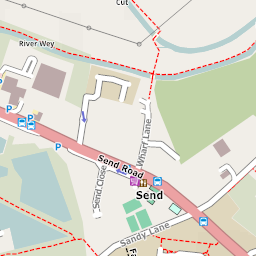 Cut
River Wey
P
P
Wharf Lane
Send Road
P
Send Close
Send
Sandy Lane